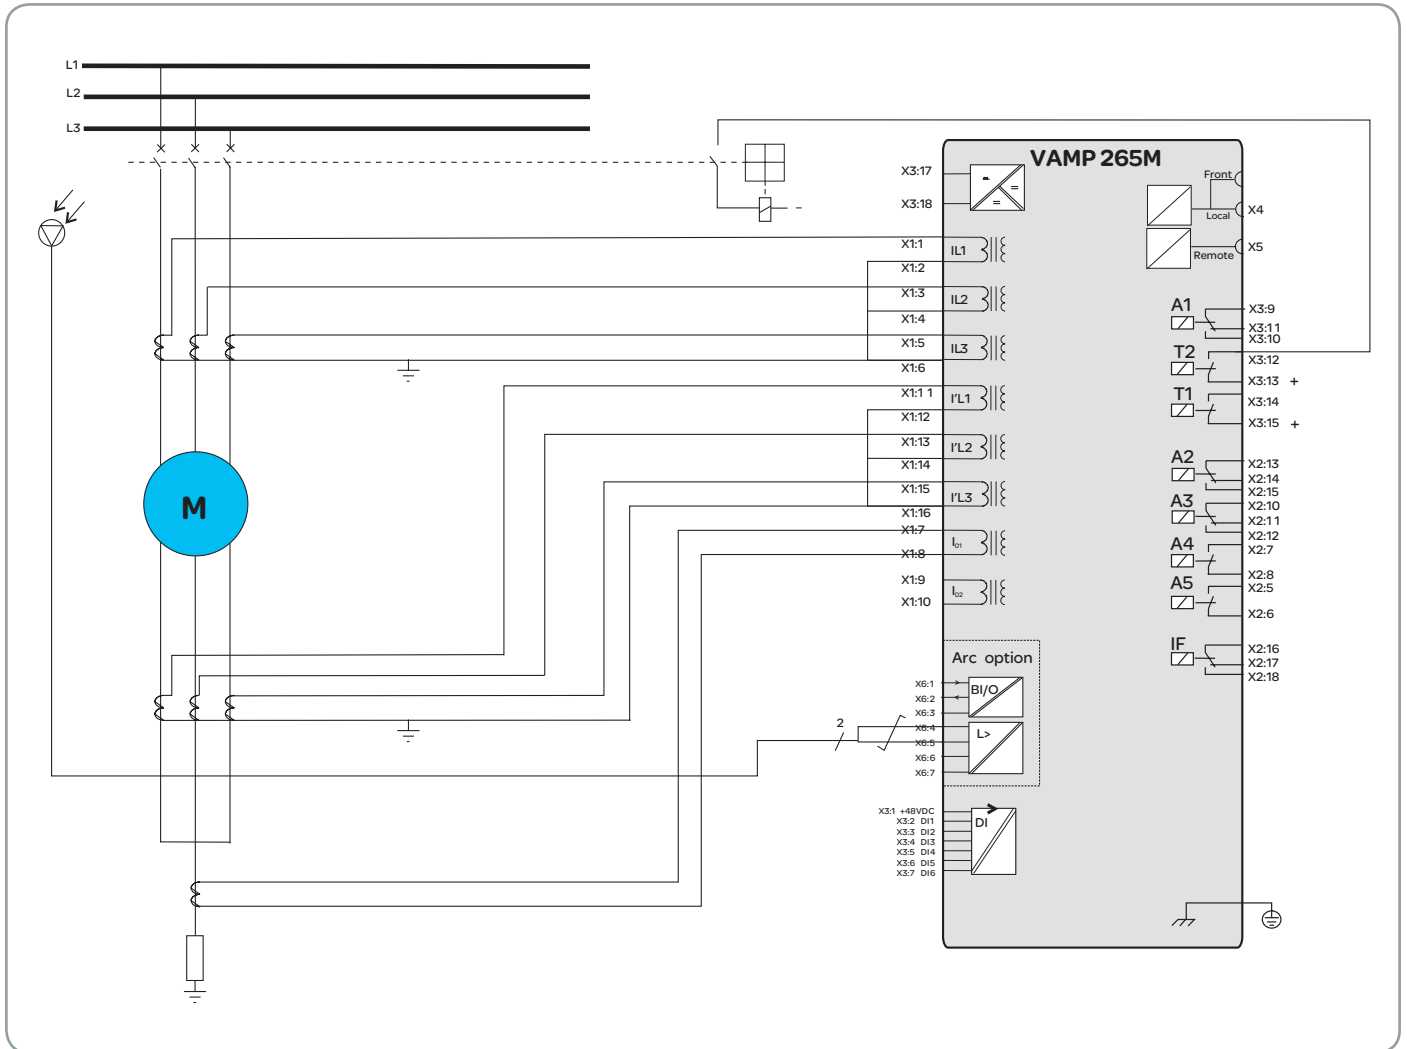 L1
L2
L3
VAMP 265M
X3:17
X3:18
X1:1
X1:2
X1:3
X1:4
X1:5
X1:6
X1:1 1
X1:12
X1:13
X1:14
X1:15
X1:16
X1:7
X1:8
X1:9
X1:10
IL1
IL2
IL3
I'L1
I'L2
I'L3
I01
I02
Front
Local
X4
Remote
X5
A1
X3:9
X3:11
X3:10
T2
X3:12
X3:13 +
T1
X3:14
X3:15 +
A2
X2:13
X2:14
X2:15
A3
X2:10
X2:11
X2:12
A4
X2:7
X2:8
A5
X2:5
X2:6
IF
X2:16
X2:17
X2:18
M
Arc option
X6:1
X6:2
X6:3
X6:4
X6:5
X6:6
X6:7
BI/O
L>
2
X3:1 +48VDC
X3:2 DI1
X3:3 DI2
X3:4 DI3
X3:5 DI4
X3:6 DI5
X3:7 DI6
DI